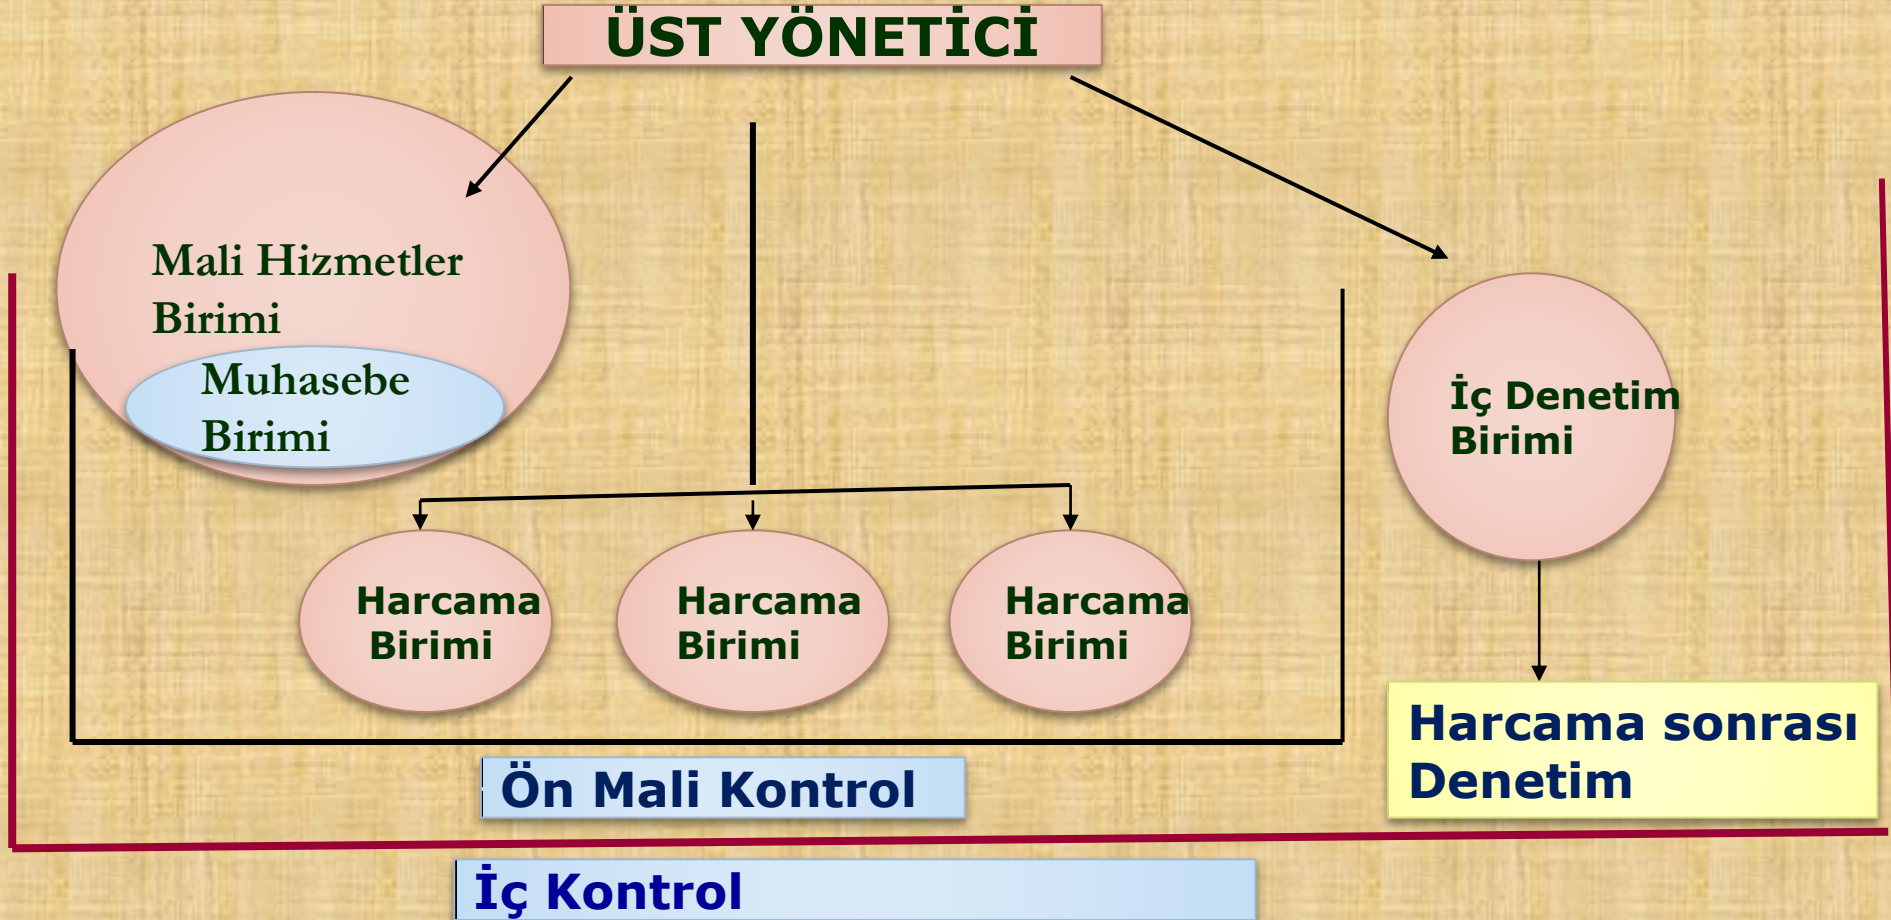 ÜST YÖNETİCİ
Mali Hizmetler
Birimi
Muhasebe
Birimi
İç Denetim
Birimi
Harcama
Birimi
Harcama
Birimi
Harcama
Birimi
Harcama sonrası
Denetim
Ön Mali Kontrol
İç Kontrol